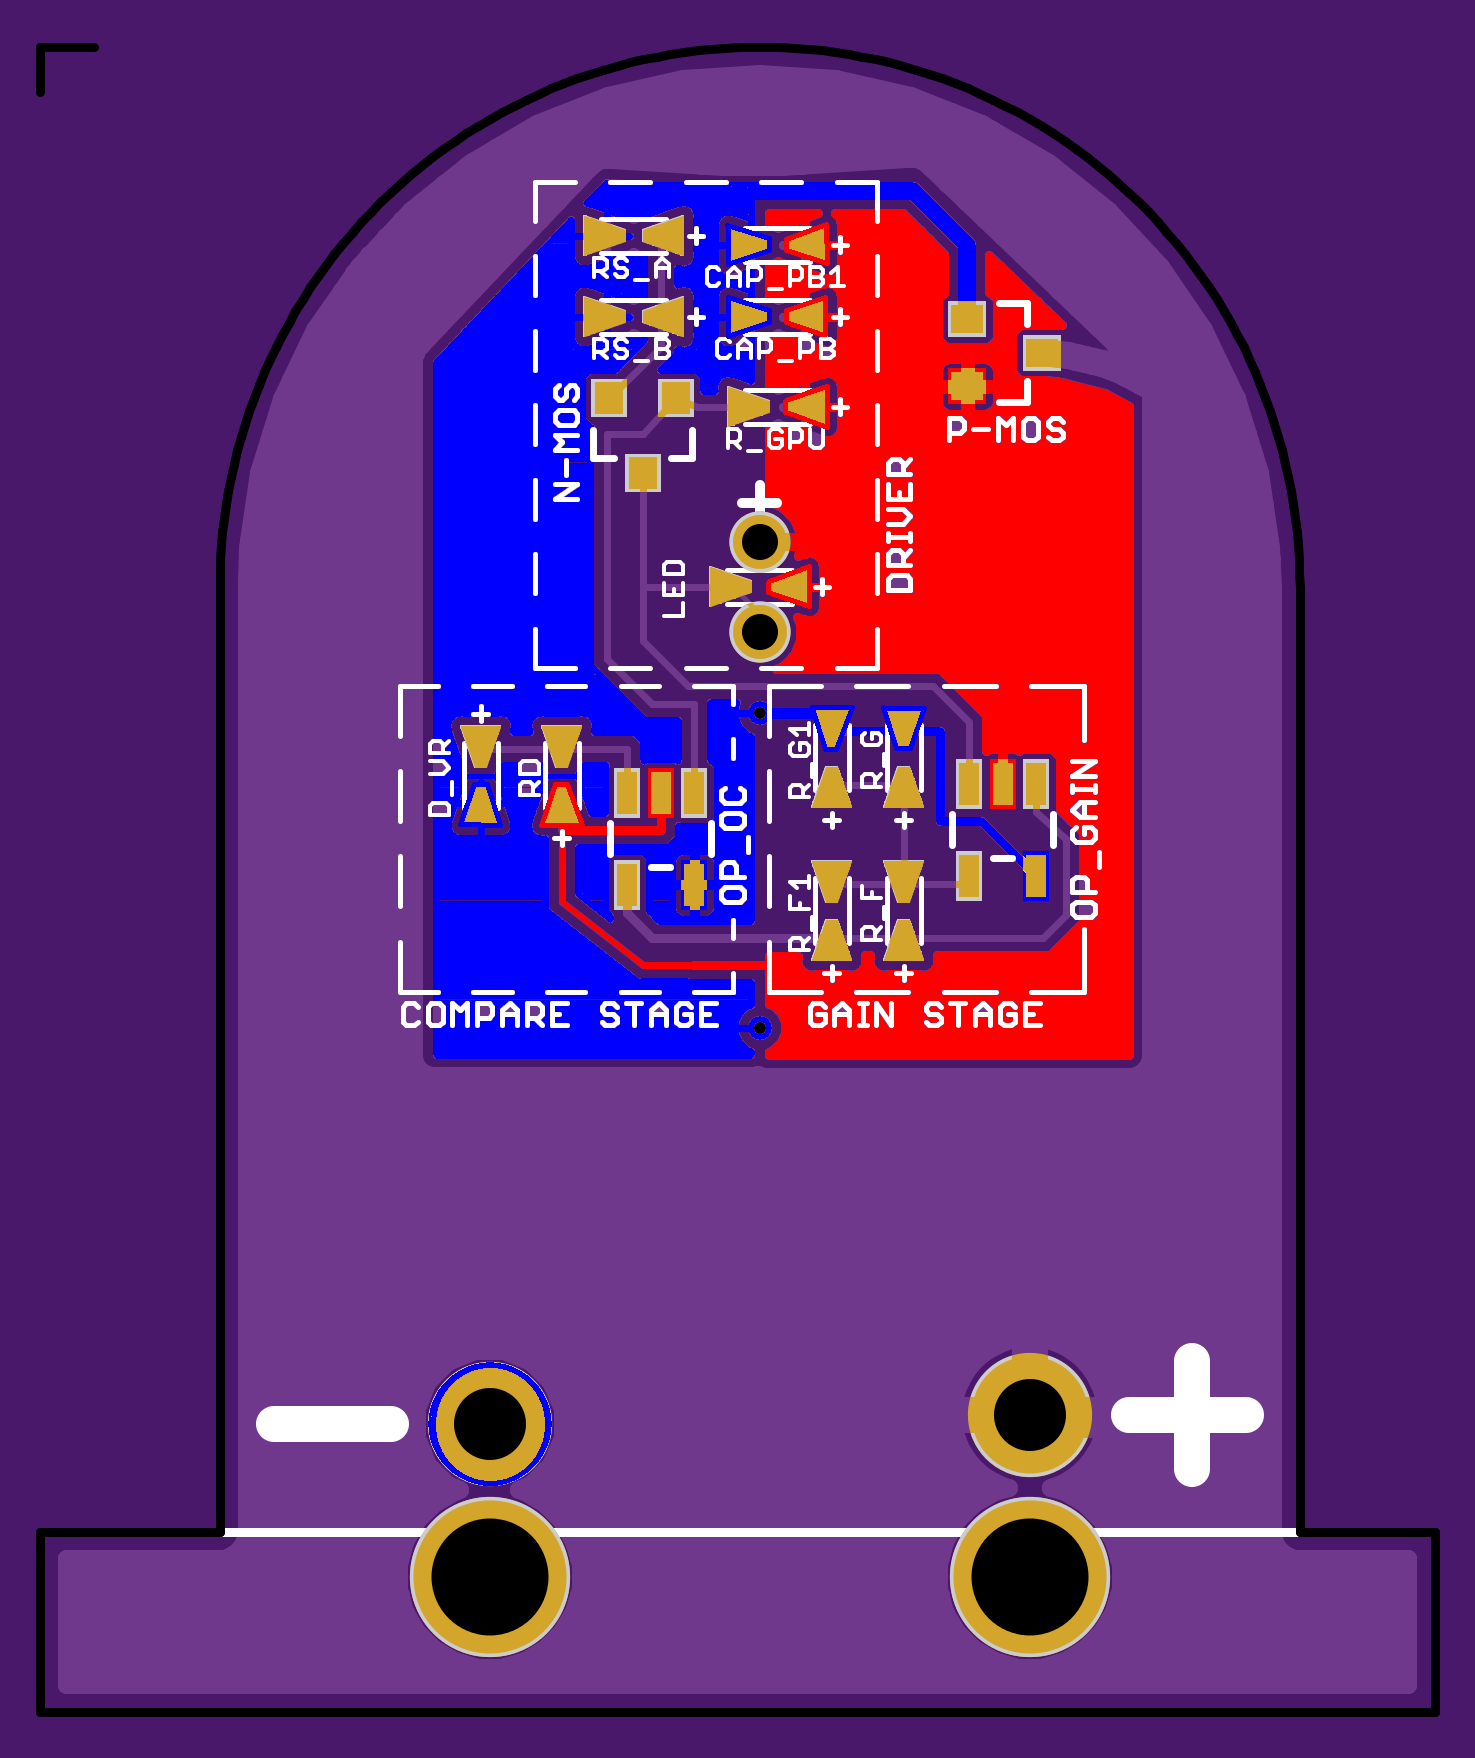 RS_A
CAP_PB1
RS_B
CAP_PB
N-MOS
R_GPU
P-MOS
DRIVER
LED
D_VR
RD
OP_OC
R_G1
R_G
OP_GAIN
R_F1
R_F
COMPARE STAGE
GAIN STAGE